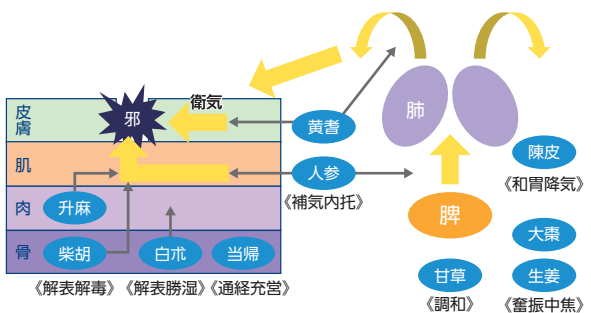 皮膚
邪
衛気
肌
肉
骨
升麻
柴胡
白朮
当帰
黄耆
人参
《補気内托》
《解表解毒》
《解表勝湿》
《通経充営》
肺
脾
陳皮
《和胃降気》
大棗
甘草
《調和》
生姜
《奮振中焦》